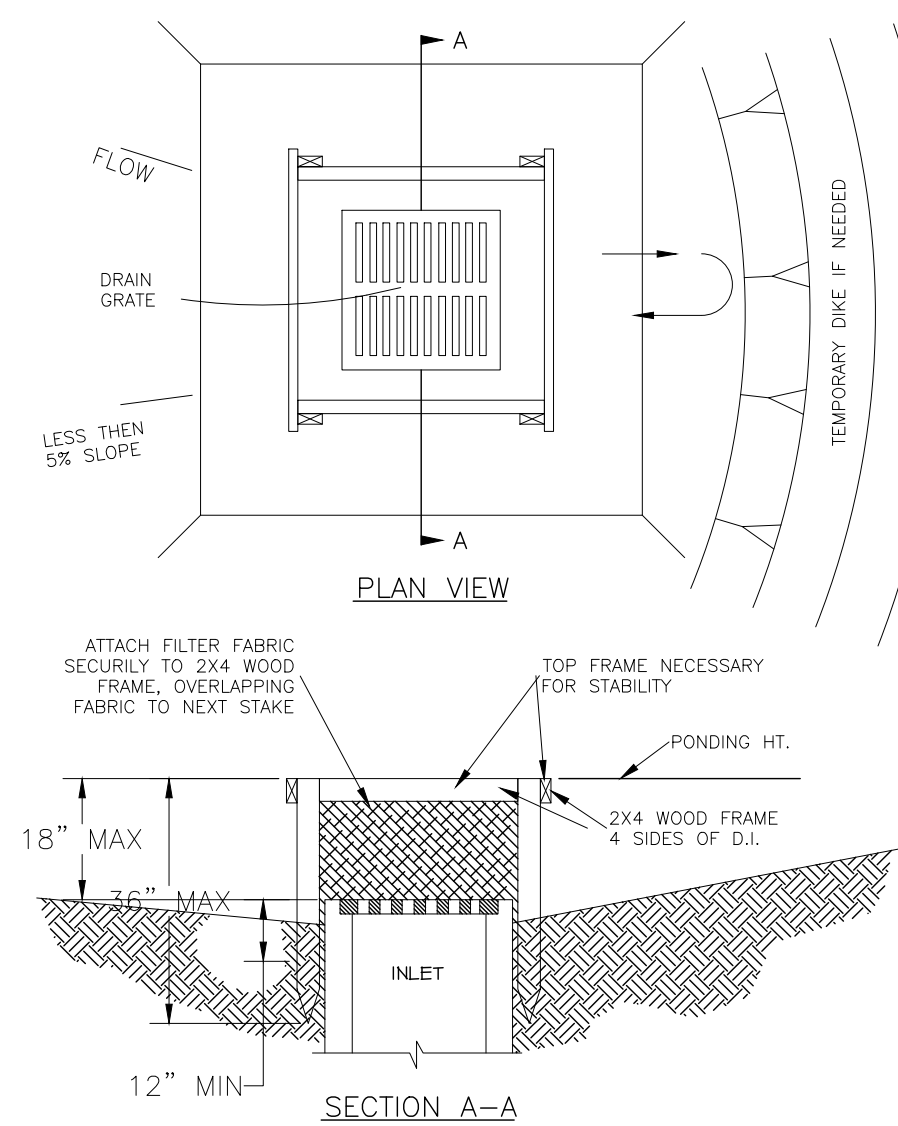 A
FLOW
DRAIN
GRATE
TEMPORARY DIKE IF NEEDED
LESS THEN
5% SLOPE
A
PLAN VIEW
ATTACH FILTER FABRIC
SECURILY TO 2X4 WOOD
FRAME, OVERLAPPING
FABRIC TO NEXT STAKE
TOP FRAME NECESSARY
FOR STABILITY
PONDING HT.
2X4 WOOD FRAME
4 SIDES OF D.I.
18" MAX
36" MAX
INLET
12" MIN
SECTION A-A